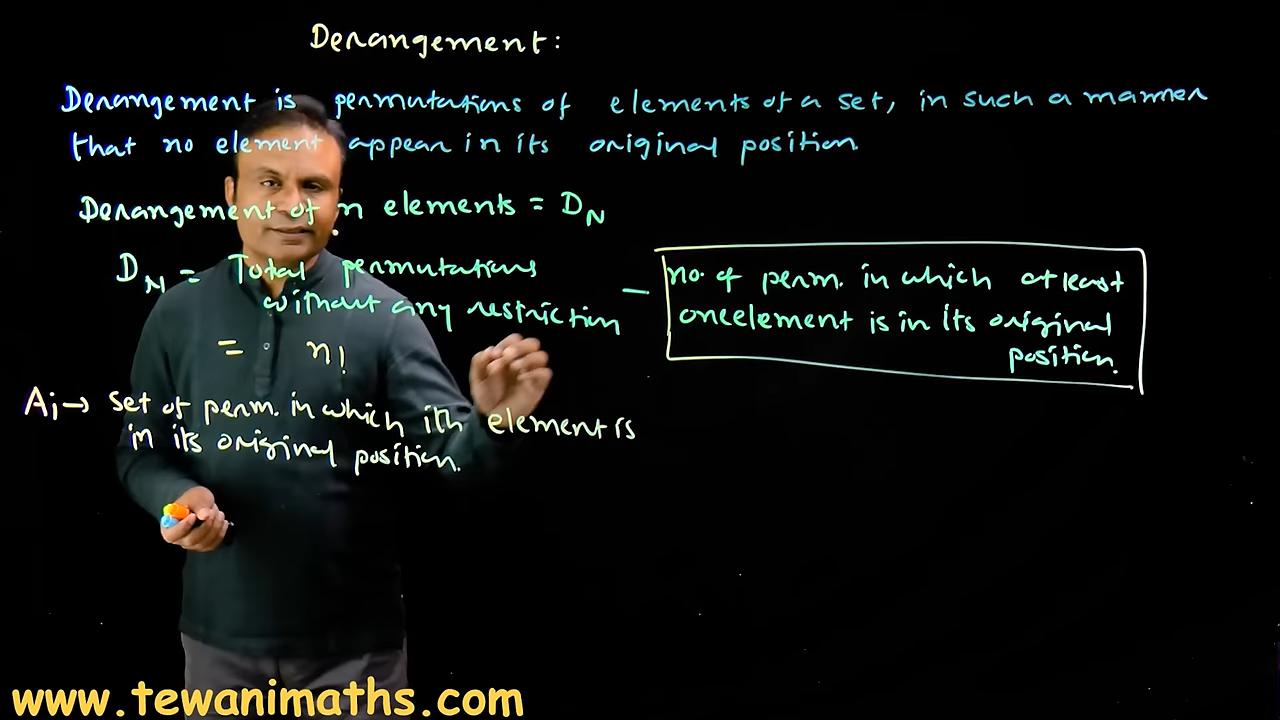 Derangement:
Derangement is permutations of elements of a set, in such a manner
that no element appear in its original position.
Derangement of n elements = D_N
D_N = Total permutations
without any restriction
— no. of perm. in which at least
one element is in its original
position.
= n!
A_i → Set of perm. in which ith element is
in its original position.
www.tewanimaths.com